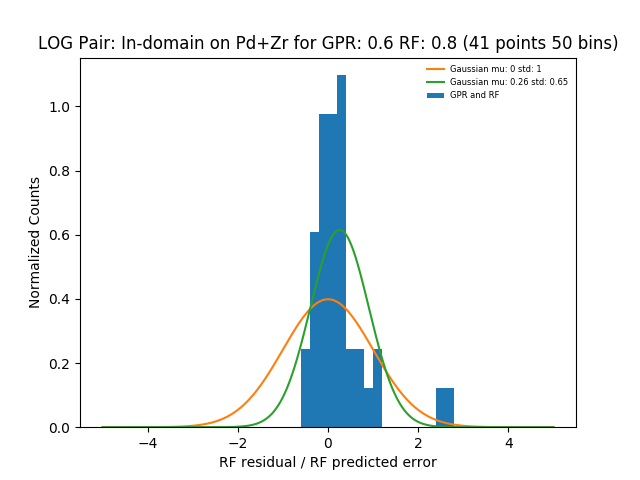 LOG Pair: In-domain on Pd+Zr for GPR: 0.6 RF: 0.8 (41 points 50 bins)
Gaussian mu: 0 std: 1
Gaussian mu: 0.26 std: 0.65
GPR and RF
Normalized Counts
1.0
0.8
0.6
0.4
0.2
0.0
−4 −2 0 2 4
RF residual / RF predicted error